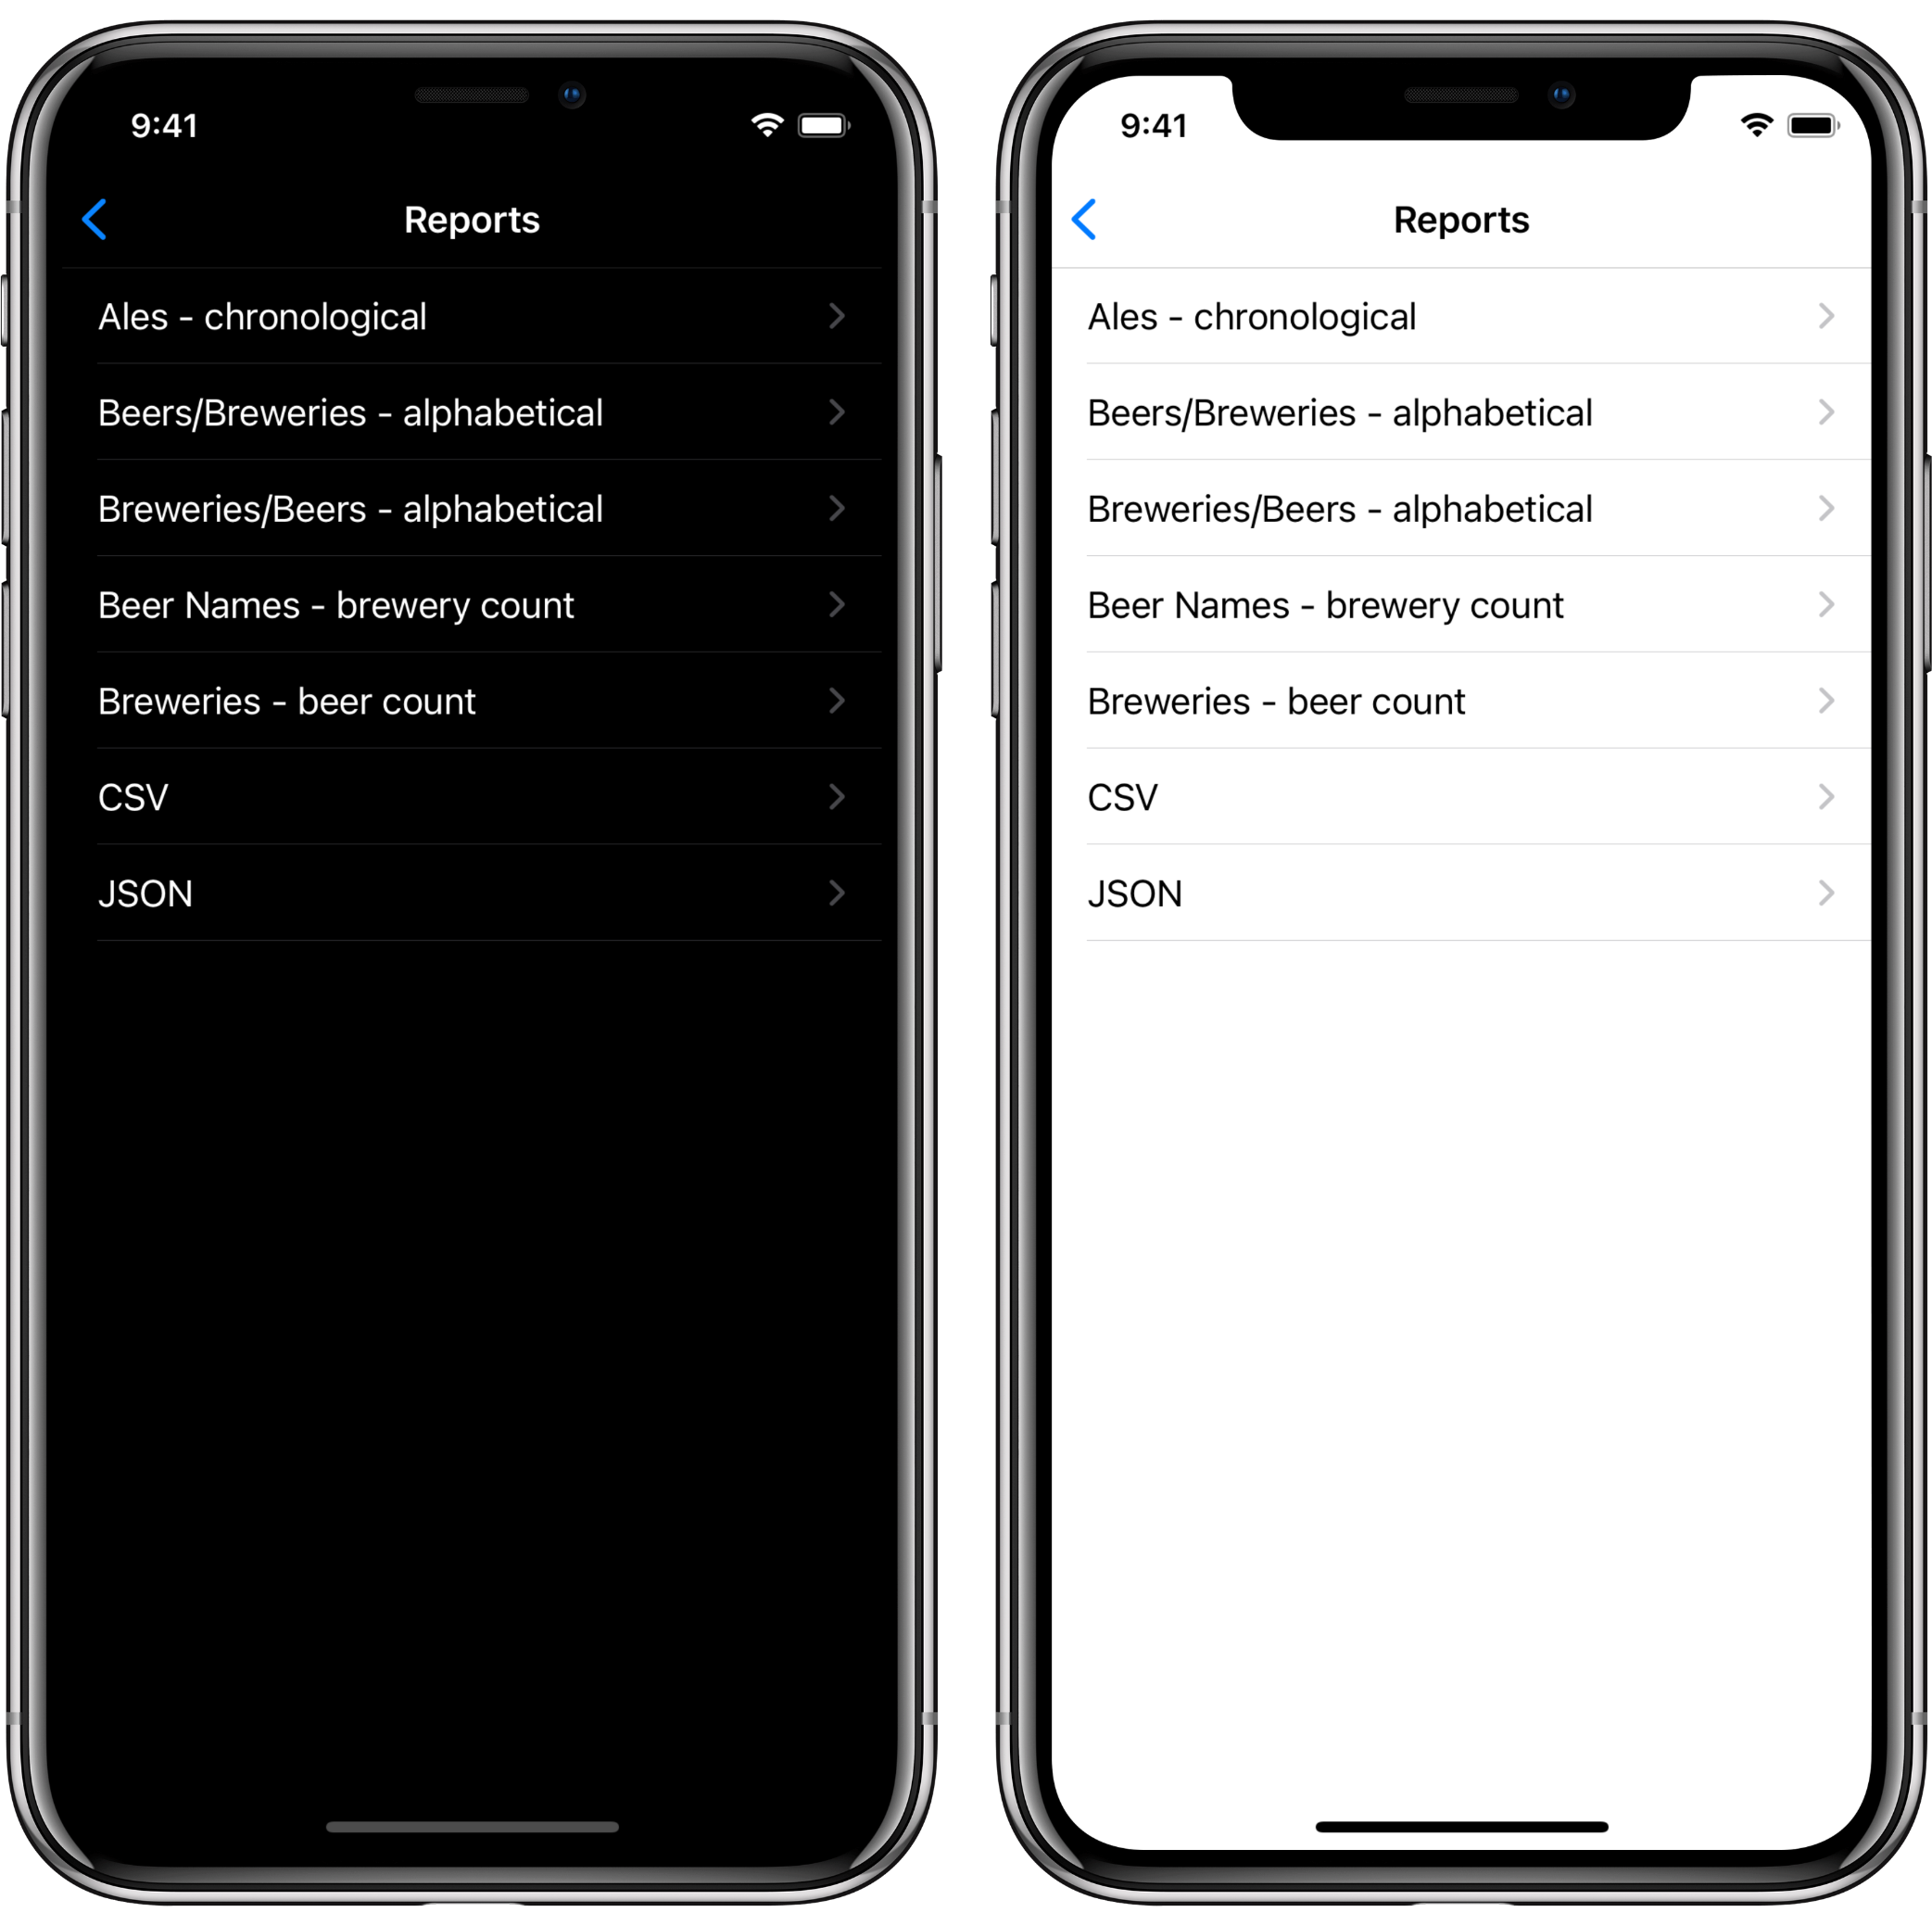 9:41
Reports
Ales - chronological
Beers/Breweries - alphabetical
Breweries/Beers - alphabetical
Beer Names - brewery count
Breweries - beer count
CSV
JSON
9:41
Reports
Ales - chronological
Beers/Breweries - alphabetical
Breweries/Beers - alphabetical
Beer Names - brewery count
Breweries - beer count
CSV
JSON